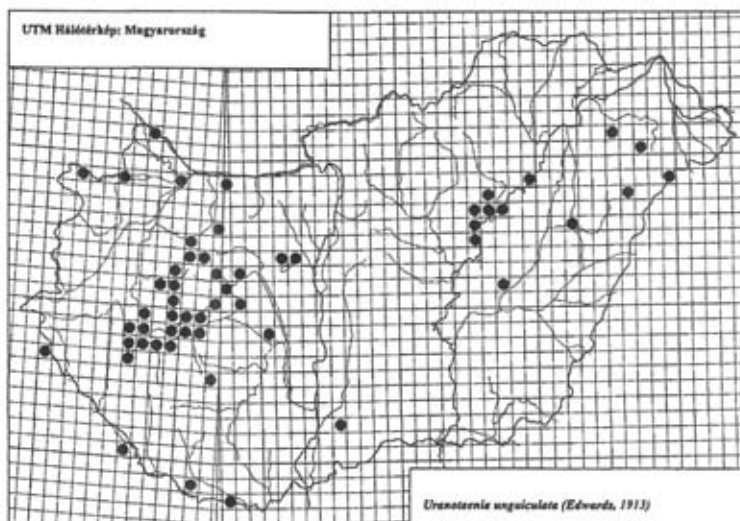 UTM Hálótérkép: Magyarország
Uranotaenia unguiculata (Edwards, 1913)